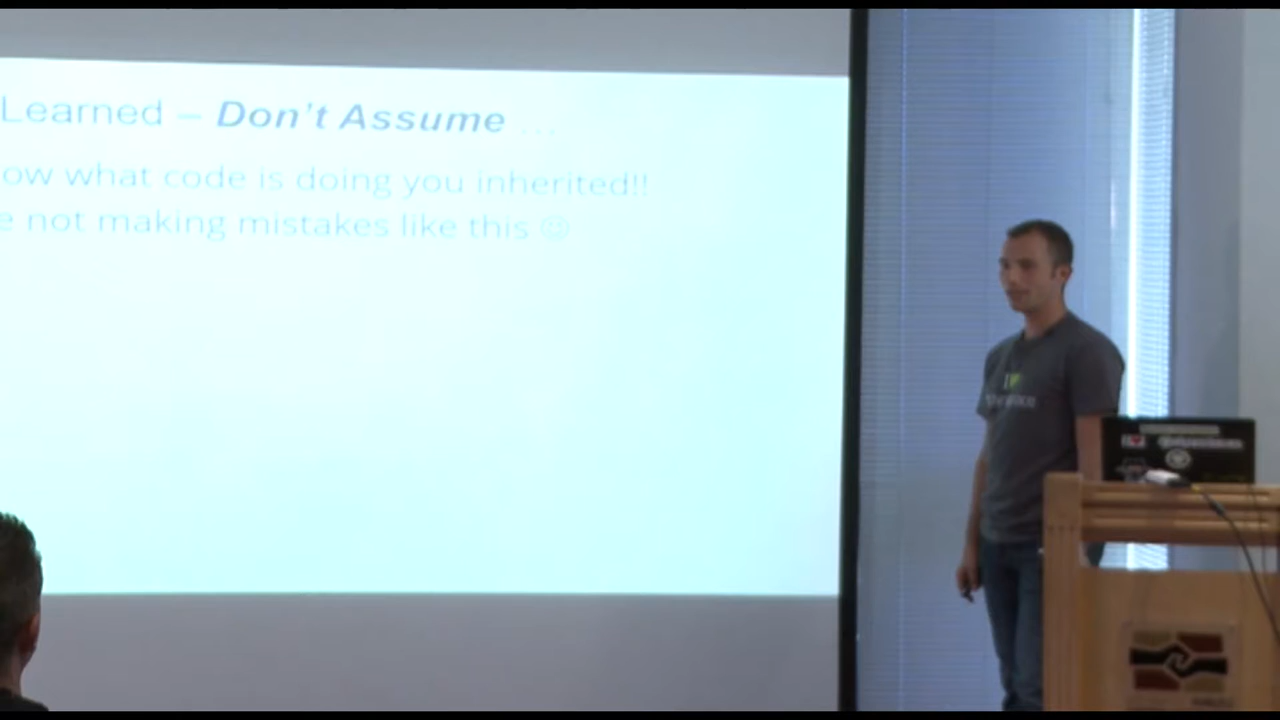 Learned – Don't Assume ...
ow what code is doing you inherited!!
e not making mistakes like this ☺
I